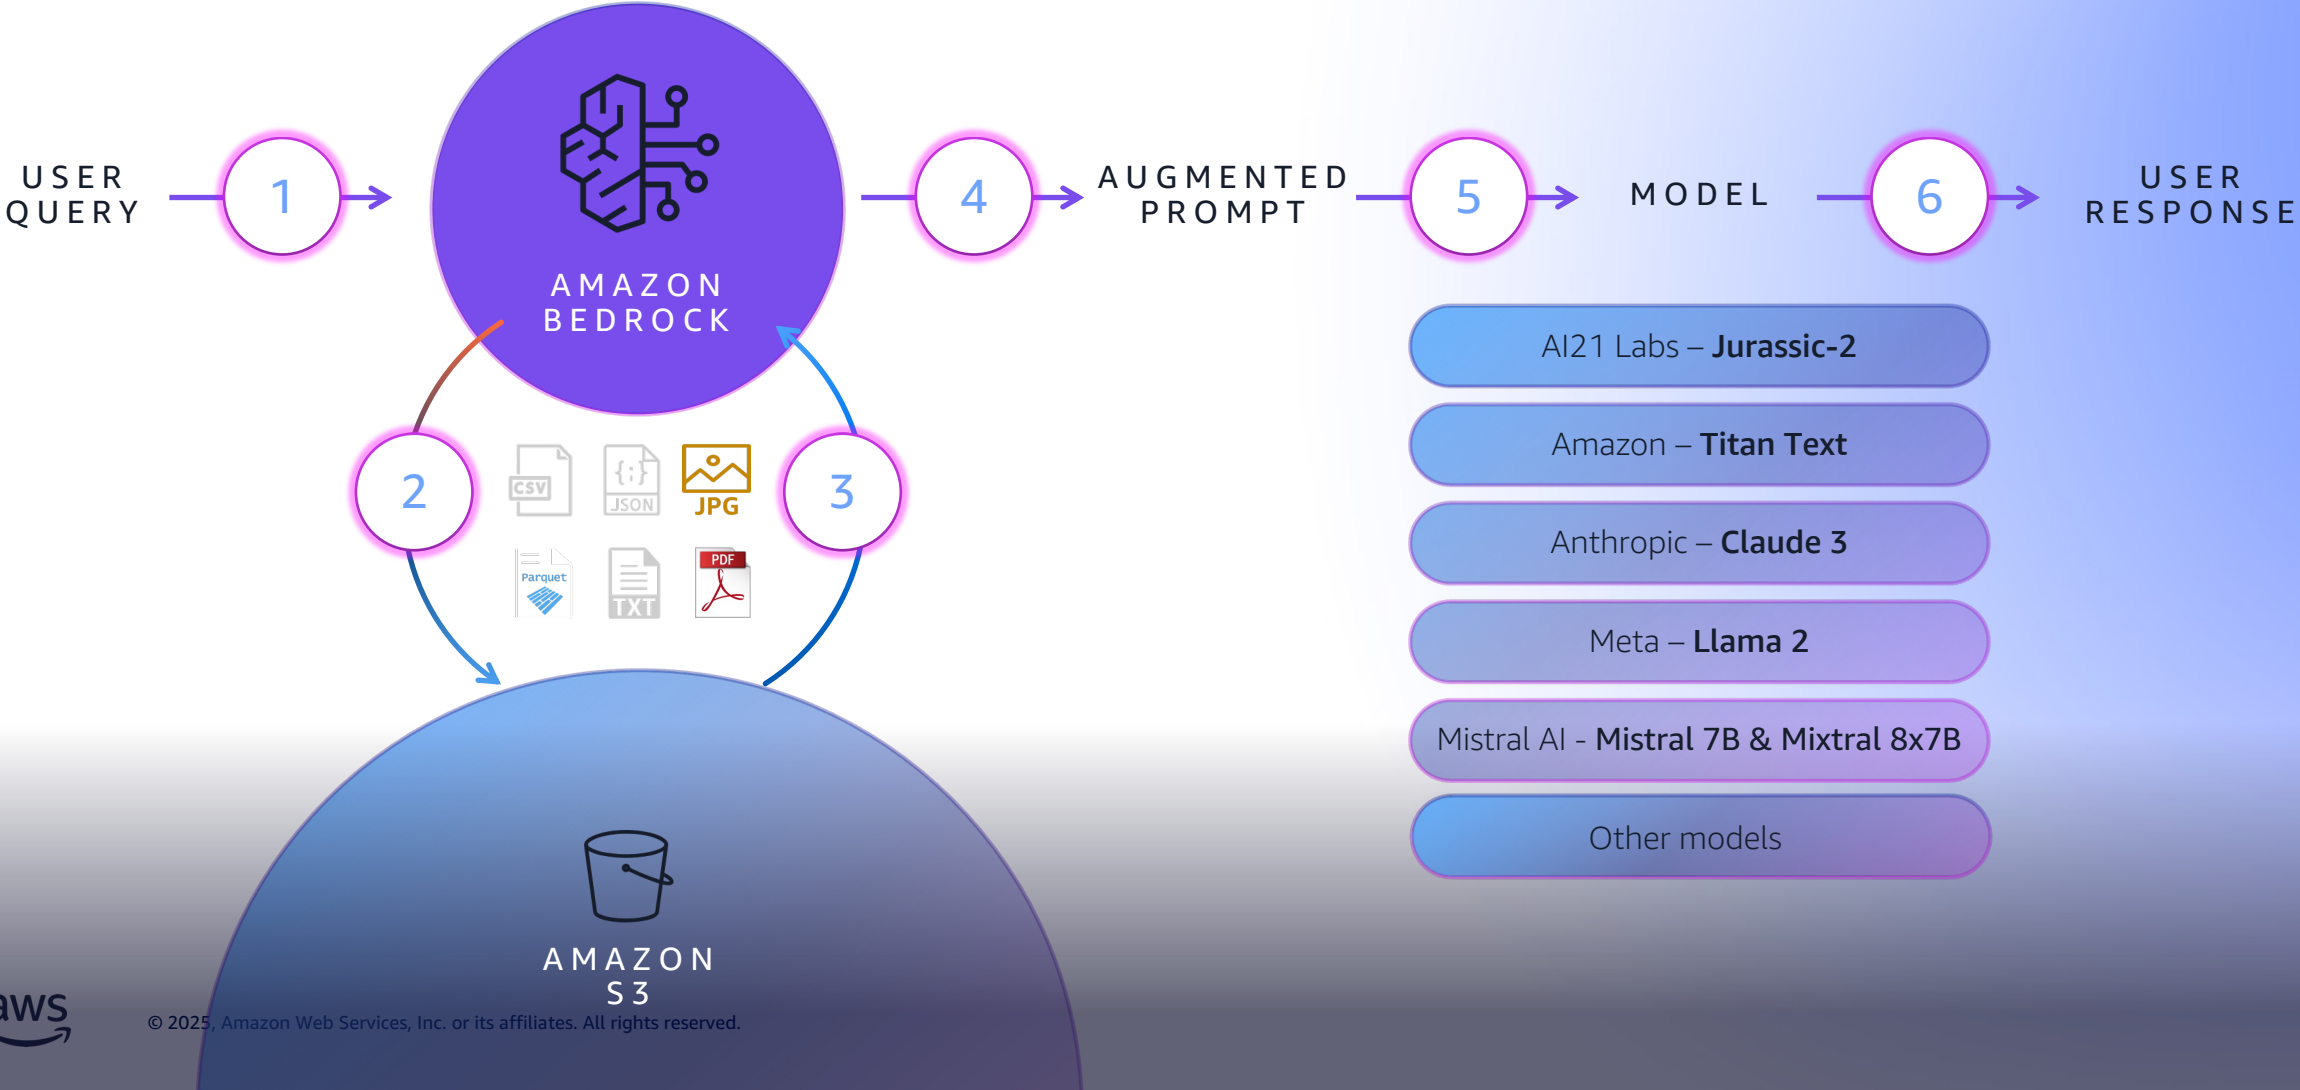 USER
QUERY
1
AMAZON
BEDROCK
4
AUGMENTED
PROMPT
5
MODEL
6
USER
RESPONSE
2
CSV
{;}
JSON
JPG
3
Parquet
TXT
PDF
AI21 Labs – Jurassic-2
Amazon – Titan Text
Anthropic – Claude 3
Meta – Llama 2
Mistral AI - Mistral 7B & Mixtral 8x7B
Other models
AMAZON
S3
aws
© 2025, Amazon Web Services, Inc. or its affiliates. All rights reserved.